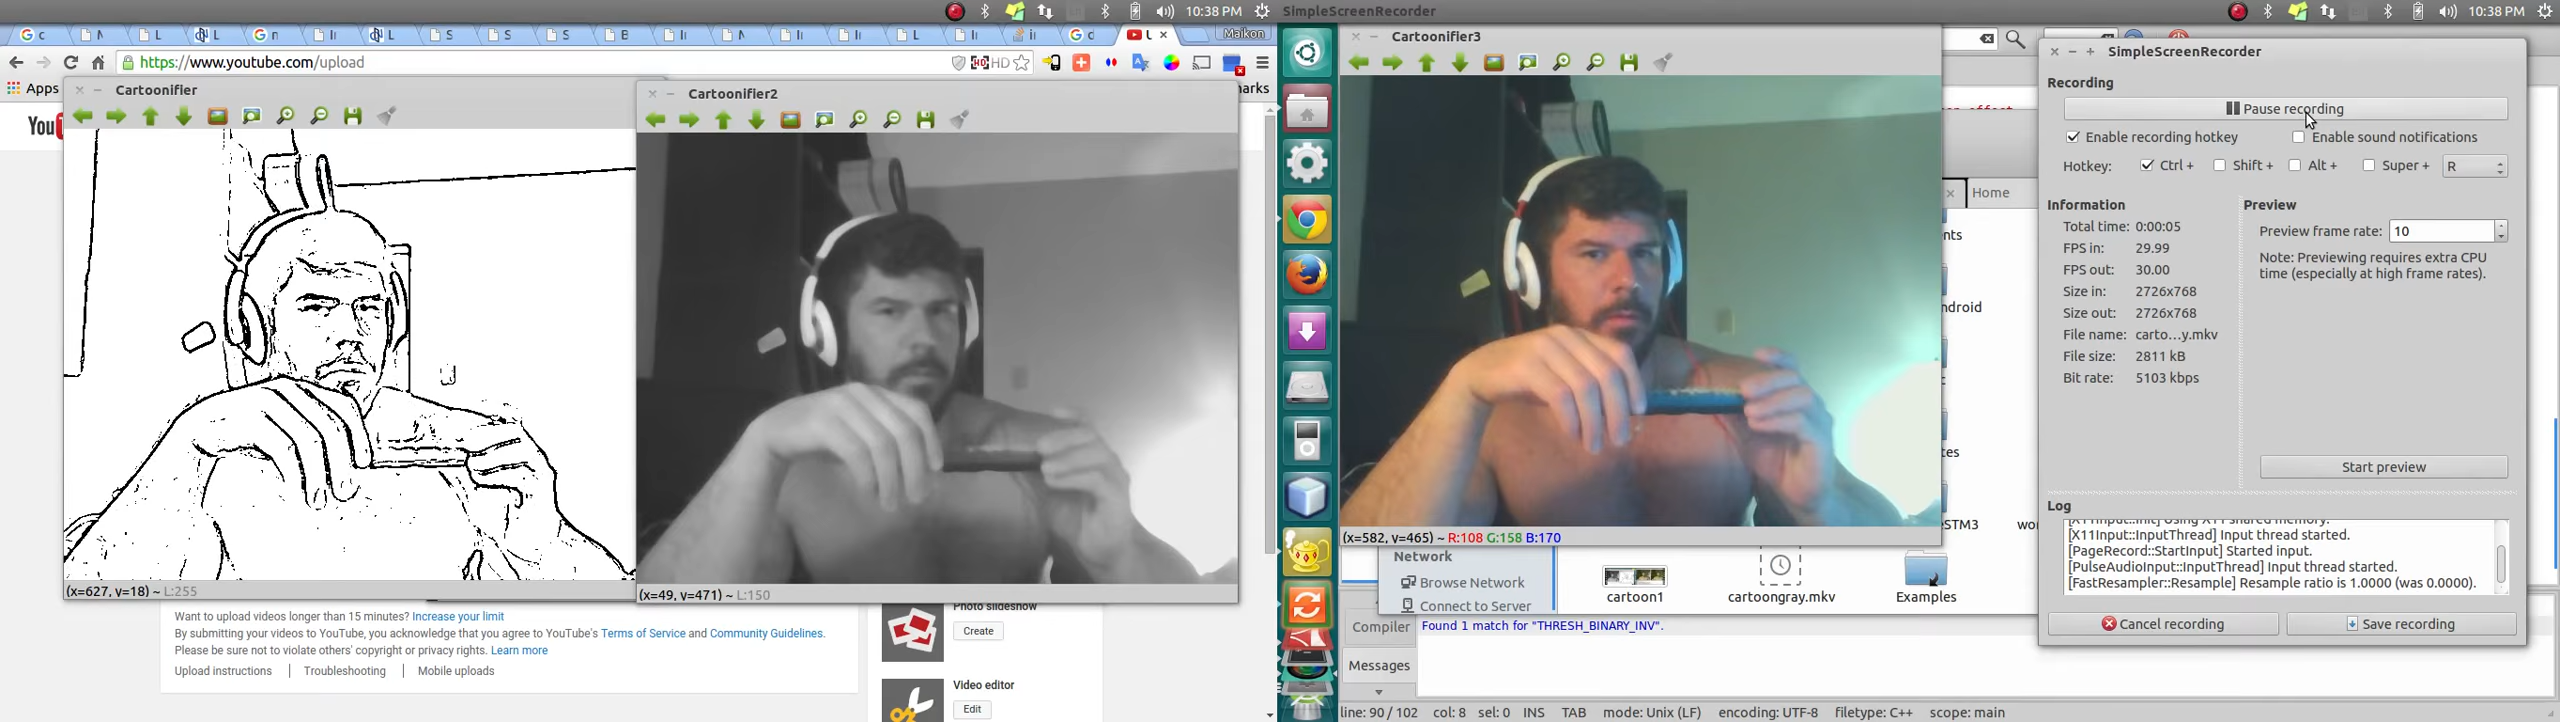 10:38 PM
SimpleScreenRecorder
10:38 PM
Maikon
https://www.youtube.com/upload
HD
Apps
You
Cartoonifier
(x=627, y=18) ~ L:255
Cartoonifier2
(x=49, y=471) ~ L:150
Want to upload videos longer than 15 minutes? Increase your limit
By submitting your videos to YouTube, you acknowledge that you agree to YouTube's Terms of Service and Community Guidelines.
Please be sure not to violate others' copyright or privacy rights. Learn more
Upload instructions | Troubleshooting | Mobile uploads
Photo slideshow
Create
Video editor
Edit
Cartoonifier3
(x=582, y=465) ~ R:108 G:158 B:170
Home
Network
Browse Network
Connect to Server
cartoon1
cartoongray.mkv
Examples
Compiler
Messages
Found 1 match for "THRESH_BINARY_INV".
line: 90 / 102 col: 8 sel: 0 INS TAB mode: Unix (LF) encoding: UTF-8 filetype: C++ scope: main
SimpleScreenRecorder
Recording
Pause recording
Enable recording hotkey
Enable sound notifications
Hotkey: Ctrl + Shift + Alt + Super + R
Information
Total time: 0:00:05
FPS in: 29.99
FPS out: 30.00
Size in: 2726x768
Size out: 2726x768
File name: carto…y.mkv
File size: 2811 kB
Bit rate: 5103 kbps
Preview
Preview frame rate: 10
Note: Previewing requires extra CPU
time (especially at high frame rates).
Start preview
Log
[X11Input::Init] Using X11 shared memory.
[X11Input::InputThread] Input thread started.
[PageRecord::StartInput] Started input.
[PulseAudioInput::InputThread] Input thread started.
[FastResampler::Resample] Resample ratio is 1.0000 (was 0.0000).
Cancel recording
Save recording